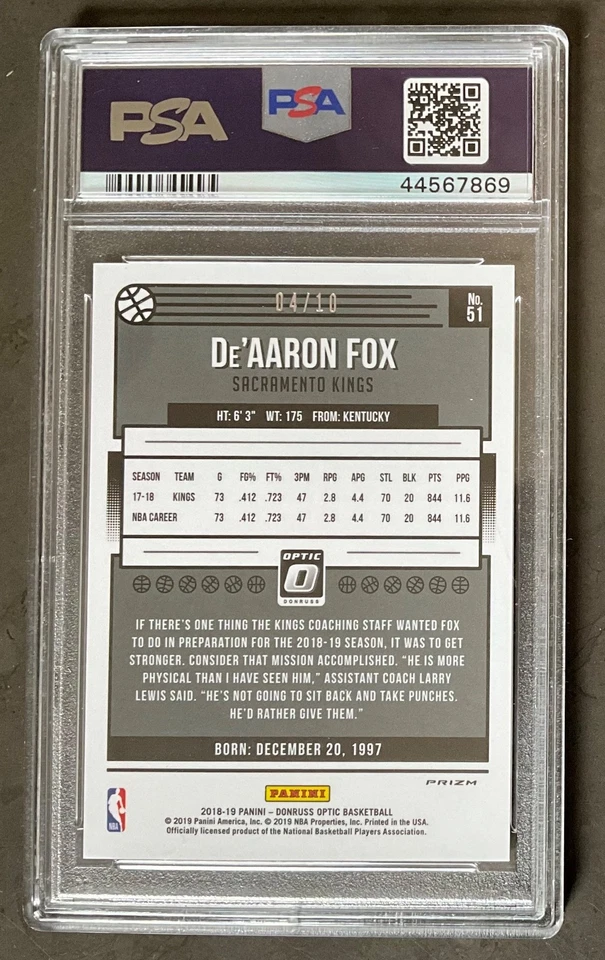 PSA
PSA
44567869
04/10
No. 51
De'AARON FOX
SACRAMENTO KINGS
HT: 6' 3" WT: 175 FROM: KENTUCKY
SEASON TEAM G FG% FT% 3PM RPG APG STL BLK PTS PPG
17-18 KINGS 73 .412 .723 47 2.8 4.4 70 20 844 11.6
NBA CAREER 73 .412 .723 47 2.8 4.4 70 20 844 11.6
OPTIC
O
DONRUSS
IF THERE'S ONE THING THE KINGS COACHING STAFF WANTED FOX
TO DO IN PREPARATION FOR THE 2018-19 SEASON, IT WAS TO GET
STRONGER. CONSIDER THAT MISSION ACCOMPLISHED. "HE IS MORE
PHYSICAL THAN I HAVE SEEN HIM," ASSISTANT COACH LARRY
LEWIS SAID. "HE'S NOT GOING TO SIT BACK AND TAKE PUNCHES.
HE'D RATHER GIVE THEM."
BORN: DECEMBER 20, 1997
PRIZM
PANINI
NBA
2018-19 PANINI – DONRUSS OPTIC BASKETBALL
© 2019 Panini America, Inc. © 2019 NBA Properties, Inc. Printed in the USA.
Officially licensed product of the National Basketball Players Association.